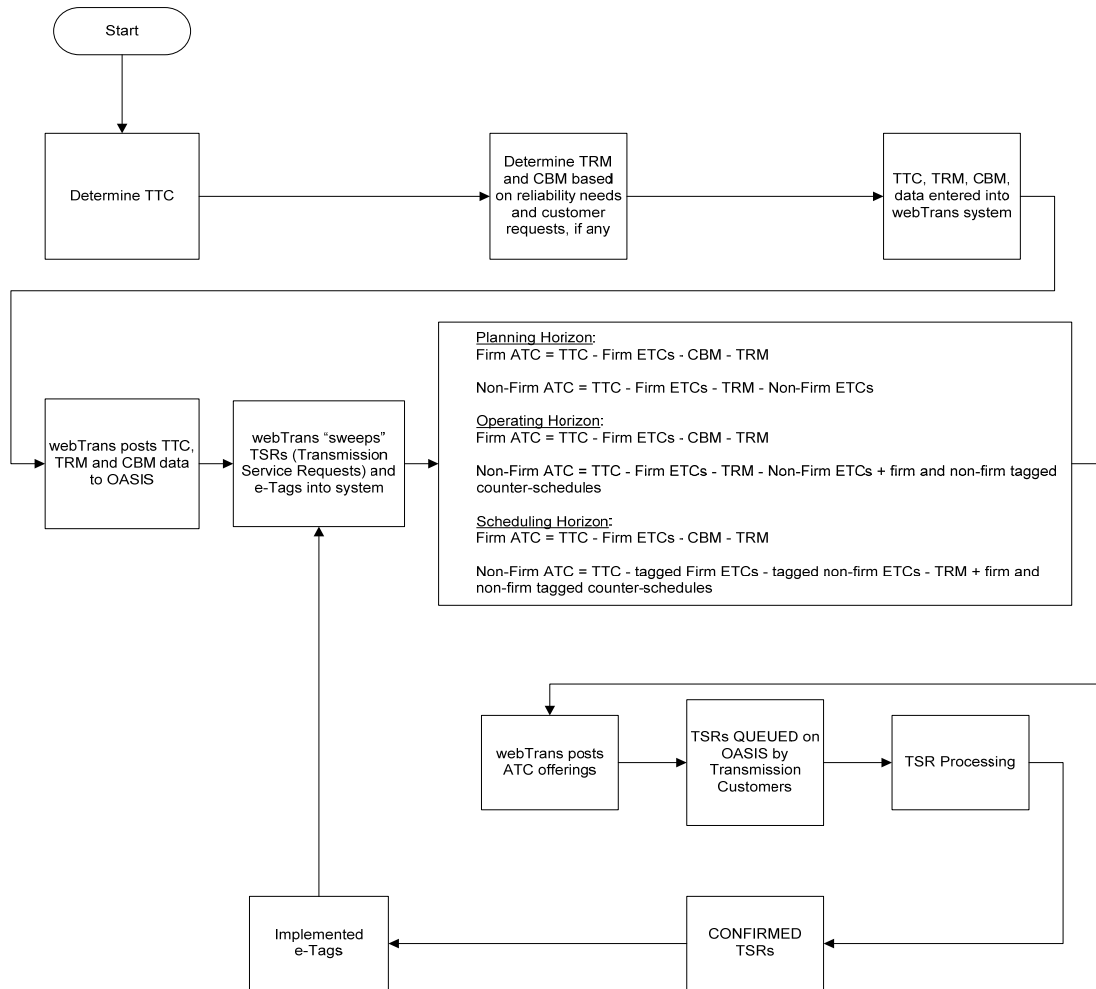 Start
Determine TTC
Determine TRM
and CBM based
on reliability needs
and customer
requests, if any
TTC, TRM, CBM,
data entered into
webTrans system
webTrans posts TTC,
TRM and CBM data
to OASIS
webTrans “sweeps”
TSRs (Transmission
Service Requests) and
e-Tags into system
Planning Horizon:
Firm ATC = TTC - Firm ETCs - CBM - TRM
Non-Firm ATC = TTC - Firm ETCs - TRM - Non-Firm ETCs
Operating Horizon:
Firm ATC = TTC - Firm ETCs - CBM - TRM
Non-Firm ATC = TTC - Firm ETCs - TRM - Non-Firm ETCs + firm and non-firm tagged
counter-schedules
Scheduling Horizon:
Firm ATC = TTC - Firm ETCs - CBM - TRM
Non-Firm ATC = TTC - tagged Firm ETCs - tagged non-firm ETCs - TRM + firm and
non-firm tagged counter-schedules
webTrans posts
ATC offerings
TSRs QUEUED on
OASIS by
Transmission
Customers
TSR Processing
Implemented
e-Tags
CONFIRMED
TSRs